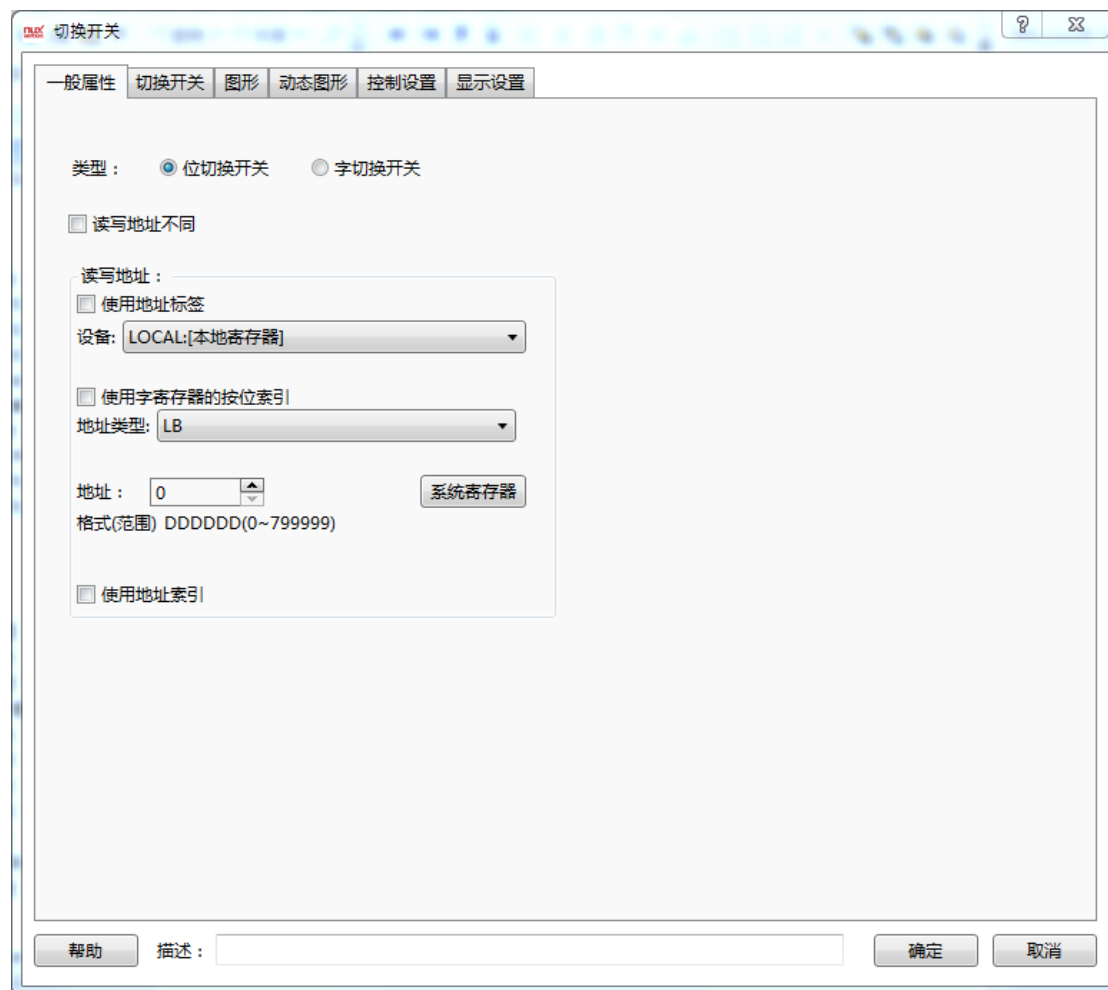 nux 切换开关
一般属性 切换开关 图形 动态图形 控制设置 显示设置
类型： 位切换开关 字切换开关
读写地址不同
读写地址：
使用地址标签
设备: LOCAL:[本地寄存器]
使用字寄存器的按位索引
地址类型: LB
地址： 0 系统寄存器
格式(范围) DDDDDD(0~799999)
使用地址索引
帮助 描述： 确定 取消